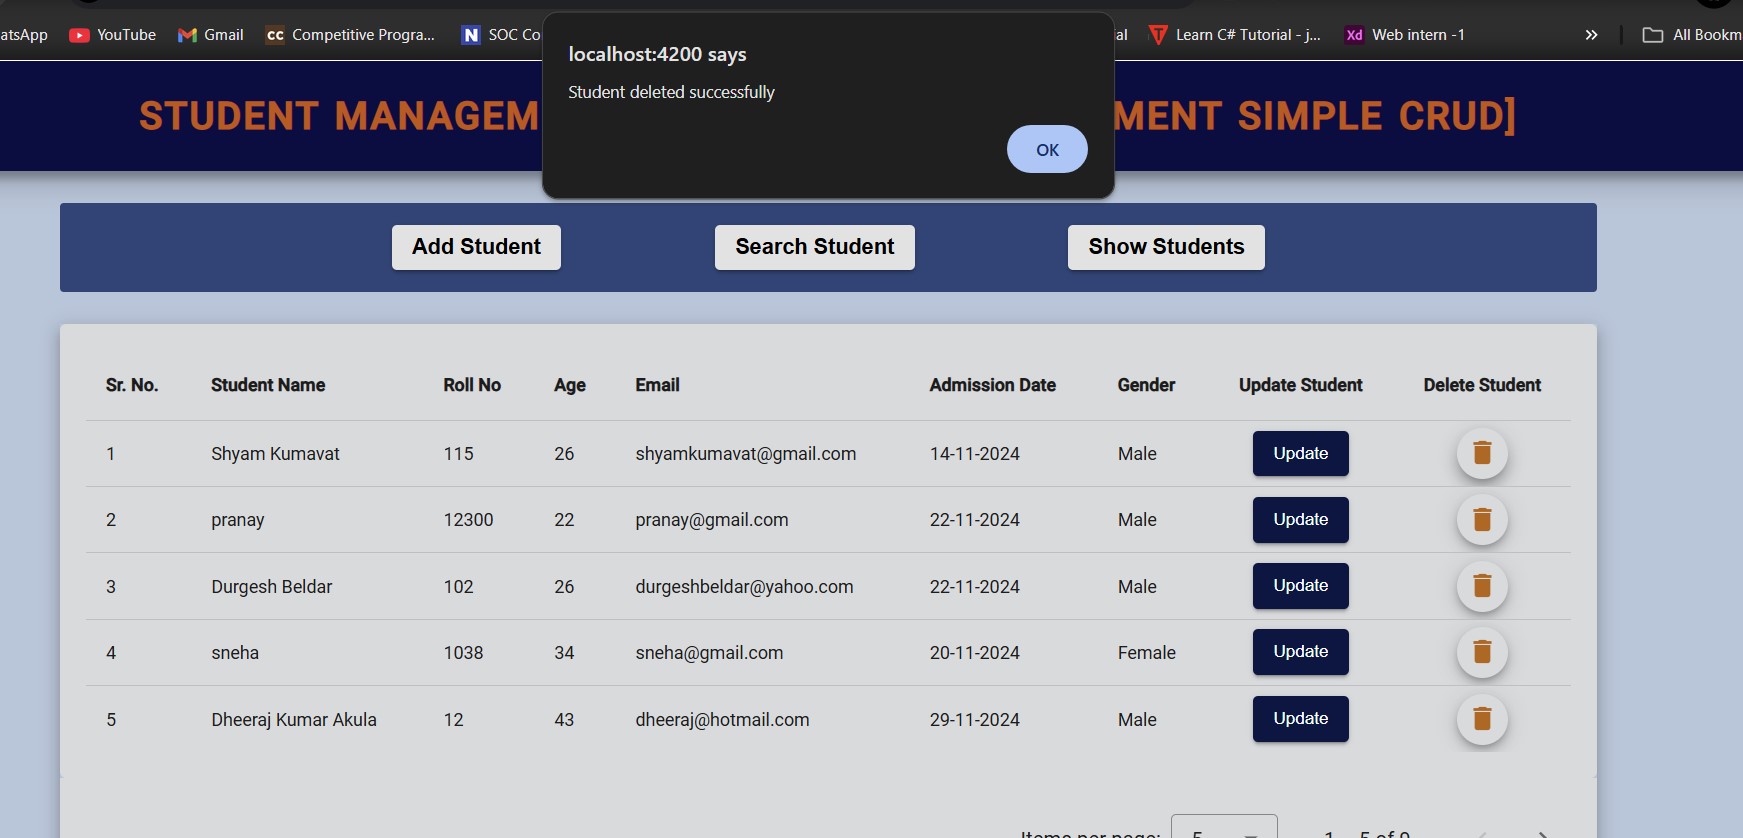 atsApp YouTube Gmail Competitive Progra... SOC Co al Learn C# Tutorial - j... Web intern -1 » All Bookm
localhost:4200 says
Student deleted successfully
OK
STUDENT MANAGEM MENT SIMPLE CRUD]
Add Student Search Student Show Students
Sr. No. Student Name Roll No Age Email Admission Date Gender Update Student Delete Student
1 Shyam Kumavat 115 26 shyamkumavat@gmail.com 14-11-2024 Male Update
2 pranay 12300 22 pranay@gmail.com 22-11-2024 Male Update
3 Durgesh Beldar 102 26 durgeshbeldar@yahoo.com 22-11-2024 Male Update
4 sneha 1038 34 sneha@gmail.com 20-11-2024 Female Update
5 Dheeraj Kumar Akula 12 43 dheeraj@hotmail.com 29-11-2024 Male Update
Items per page: 5 1 – 5 of 9